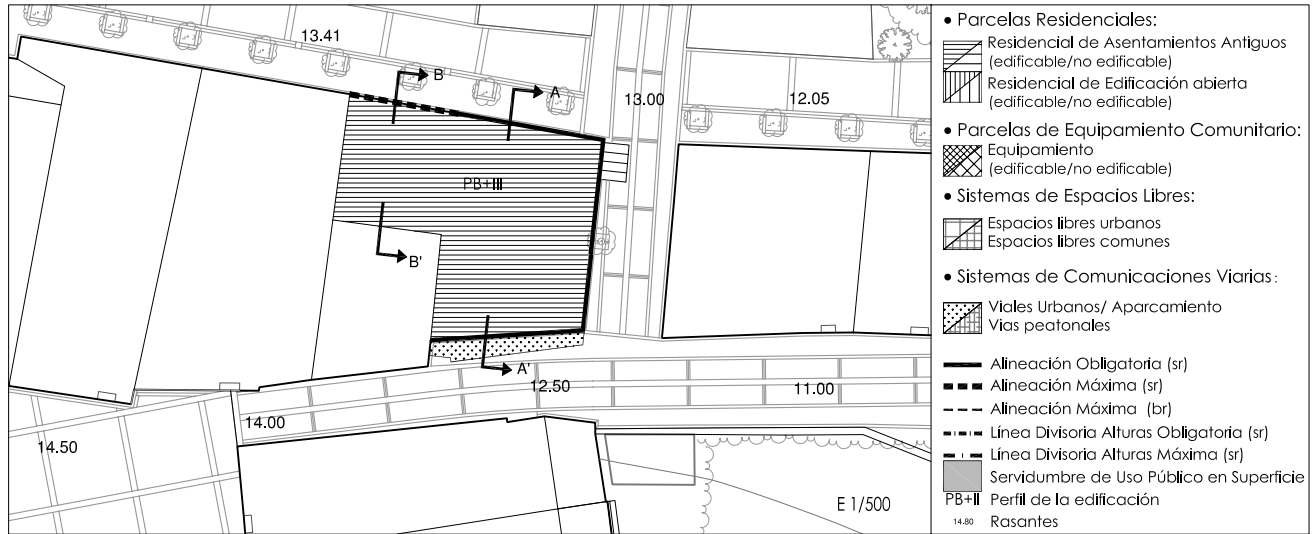 13.41
B
A
13.00
12.05
PB+III
B'
A'
12.50
11.00
14.00
14.50
E 1/500
• Parcelas Residenciales:
Residencial de Asentamientos Antiguos
(edificable/no edificable)
Residencial de Edificación abierta
(edificable/no edificable)
• Parcelas de Equipamiento Comunitario:
Equipamiento
(edificable/no edificable)
• Sistemas de Espacios Libres:
Espacios libres urbanos
Espacios libres comunes
• Sistemas de Comunicaciones Viarias:
Viales Urbanos/ Aparcamiento
Vias peatonales
Alineación Obligatoria (sr)
Alineación Máxima (sr)
Alineación Máxima (br)
Línea Divisoria Alturas Obligatoria (sr)
Línea Divisoria Alturas Máxima (sr)
Servidumbre de Uso Público en Superficie
PB+II Perfil de la edificación
14.80 Rasantes